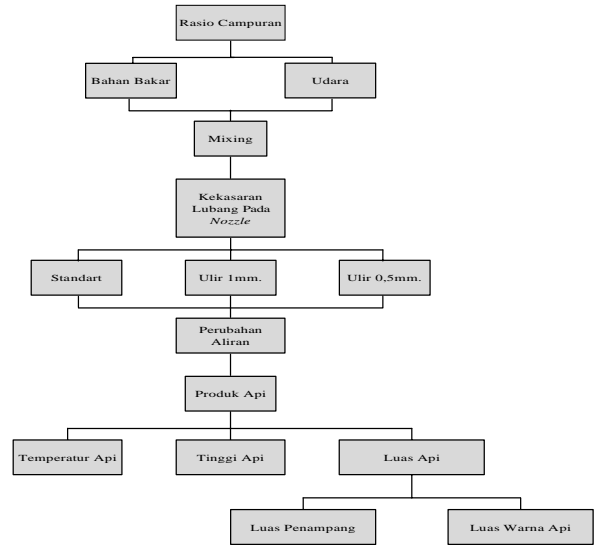 Rasio Campuran
Bahan Bakar
Udara
Mixing
Kekasaran
Lubang Pada
Nozzle
Standart
Ulir 1mm.
Ulir 0,5mm.
Perubahan
Aliran
Produk Api
Temperatur Api
Tinggi Api
Luas Api
Luas Penampang
Luas Warna Api